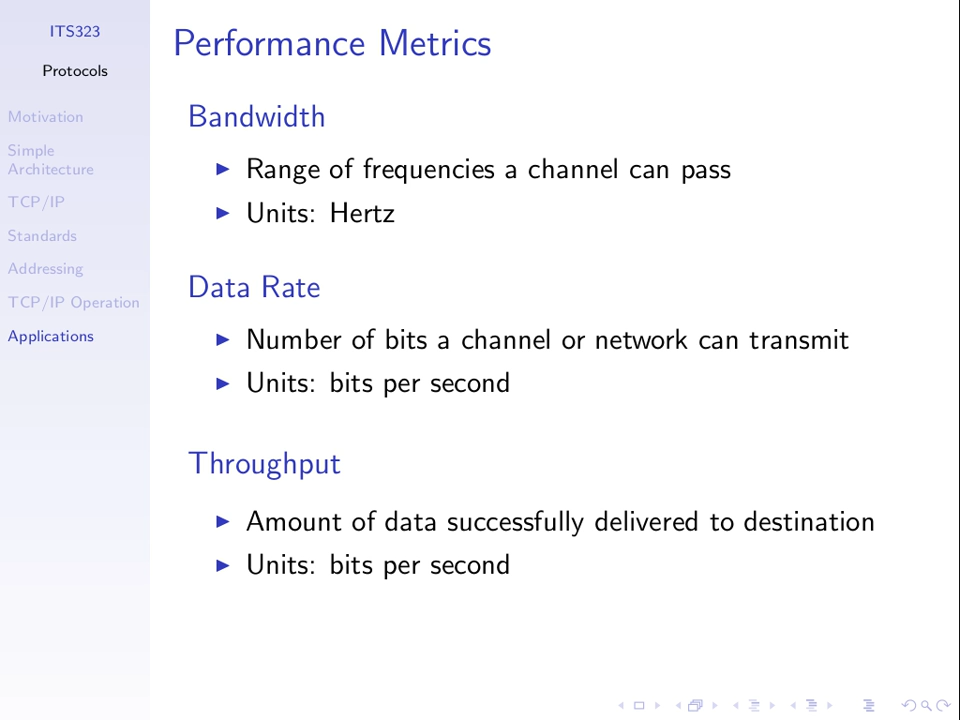 ITS323
Protocols
Motivation
Simple
Architecture
TCP/IP
Standards
Addressing
TCP/IP Operation
Applications
Performance Metrics
Bandwidth
Range of frequencies a channel can pass
Units: Hertz
Data Rate
Number of bits a channel or network can transmit
Units: bits per second
Throughput
Amount of data successfully delivered to destination
Units: bits per second